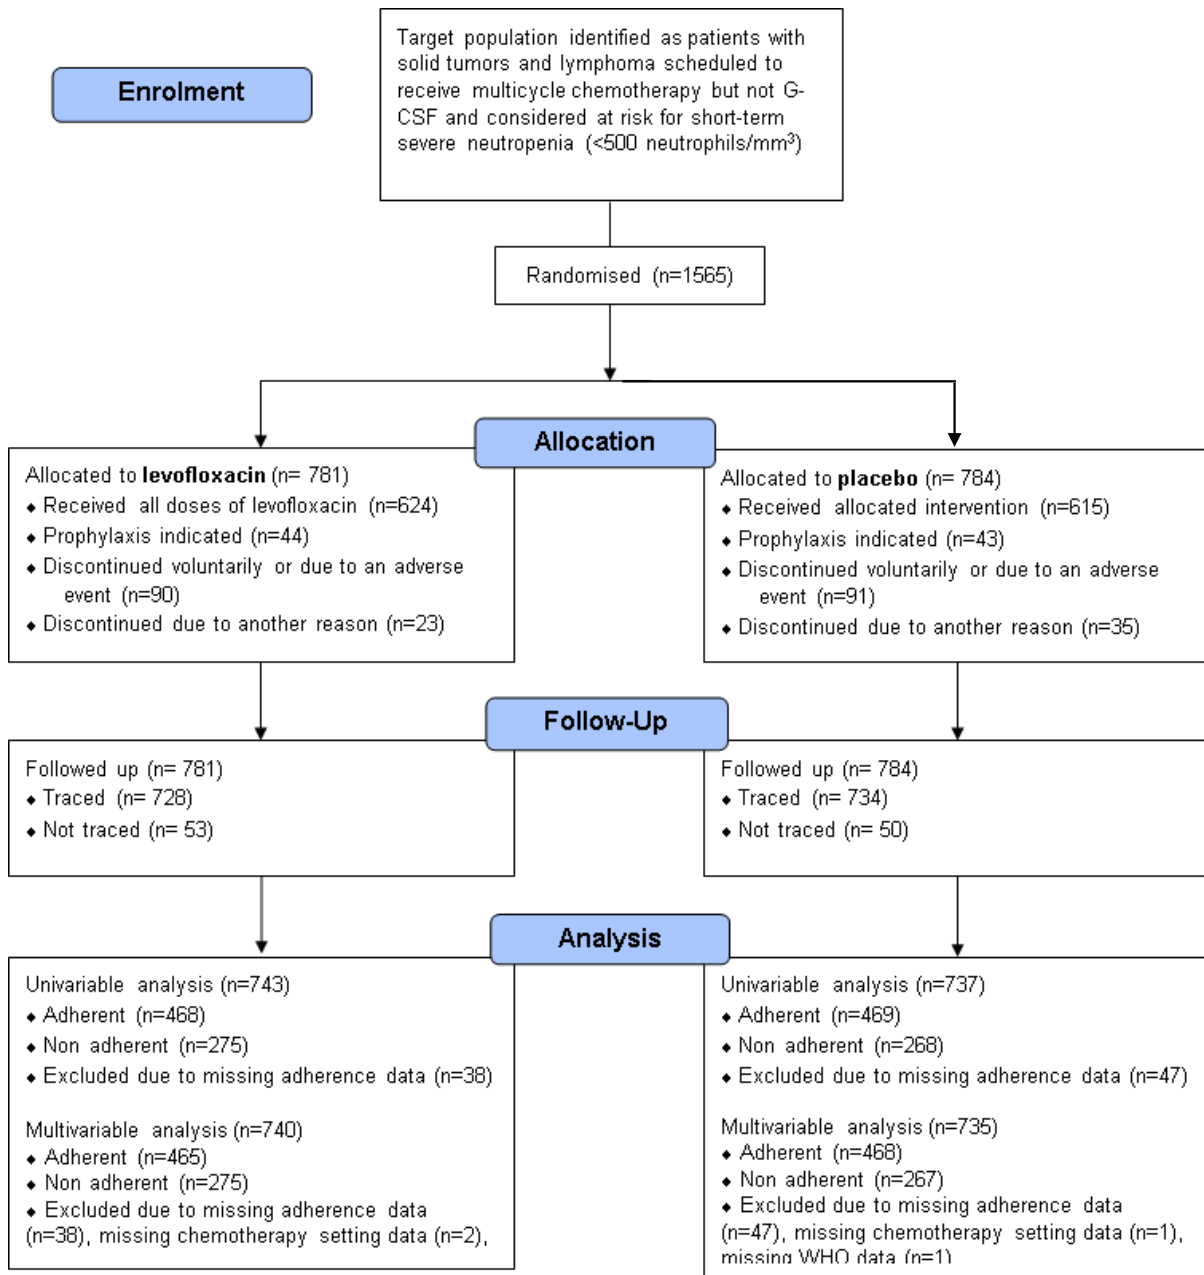 Enrolment
Target population identified as patients with
solid tumors and lymphoma scheduled to
receive multicycle chemotherapy but not G-
CSF and considered at risk for short-term
severe neutropenia (<500 neutrophils/mm³)
Randomised (n=1565)
Allocation
Allocated to levofloxacin (n= 781)
♦ Received all doses of levofloxacin (n=624)
♦ Prophylaxis indicated (n=44)
♦ Discontinued voluntarily or due to an adverse
event (n=90)
♦ Discontinued due to another reason (n=23)
Allocated to placebo (n= 784)
♦ Received allocated intervention (n=615)
♦ Prophylaxis indicated (n=43)
♦ Discontinued voluntarily or due to an adverse
event (n=91)
♦ Discontinued due to another reason (n=35)
Follow-Up
Followed up (n= 781)
♦ Traced (n= 728)
♦ Not traced (n= 53)
Followed up (n= 784)
♦ Traced (n= 734)
♦ Not traced (n= 50)
Analysis
Univariable analysis (n=743)
♦ Adherent (n=468)
♦ Non adherent (n=275)
♦ Excluded due to missing adherence data (n=38)
Multivariable analysis (n=740)
♦ Adherent (n=465)
♦ Non adherent (n=275)
♦ Excluded due to missing adherence data
(n=38), missing chemotherapy setting data (n=2),
Univariable analysis (n=737)
♦ Adherent (n=469)
♦ Non adherent (n=268)
♦ Excluded due to missing adherence data (n=47)
Multivariable analysis (n=735)
♦ Adherent (n=468)
♦ Non adherent (n=267)
♦ Excluded due to missing adherence data
(n=47), missing chemotherapy setting data (n=1),
missing WHO data (n=1)